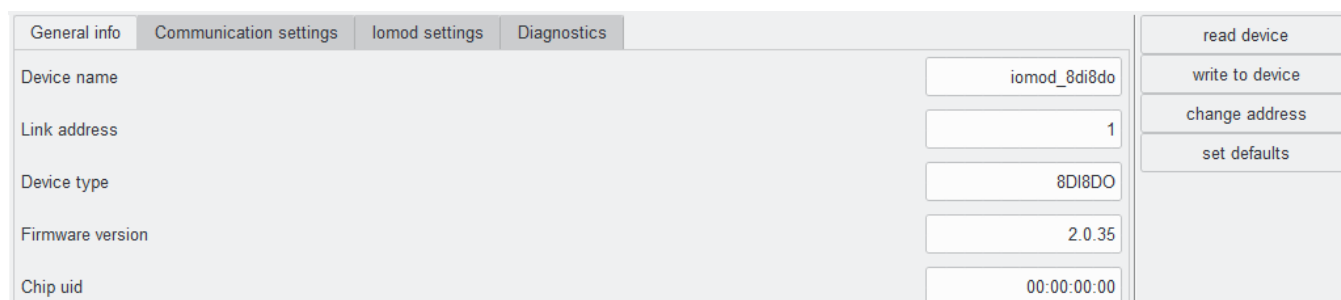 General info Communication settings Iomod settings Diagnostics
read device
Device name iomod_8di8do
write to device
change address
Link address 1
set defaults
Device type 8DI8DO
Firmware version 2.0.35
Chip uid 00:00:00:00